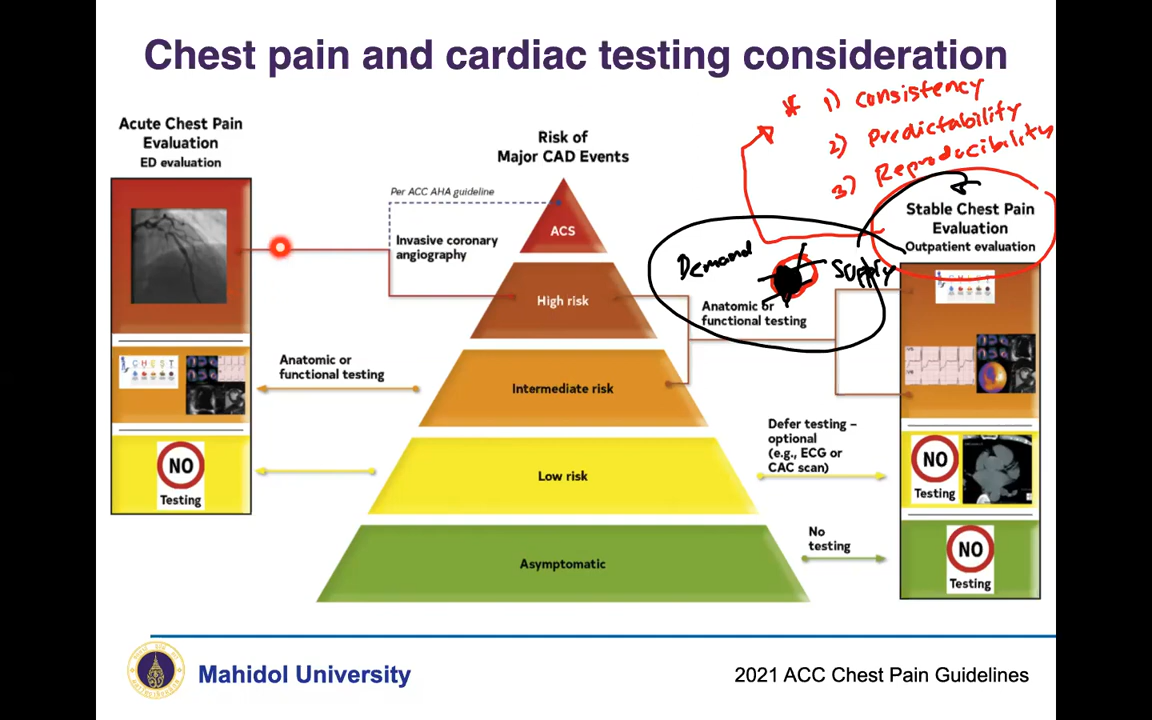 Chest pain and cardiac testing consideration
* 1) Consistency
2) Predictability
3) Reproducibility
Acute Chest Pain
Evaluation
ED evaluation
Risk of
Major CAD Events
Stable Chest Pain
Evaluation
Outpatient evaluation
Per ACC AHA guideline
Invasive coronary
angiography
ACS
Demand
Supply
High risk
Anatomic or
functional testing
Anatomic or
functional testing
CHEST
Intermediate risk
Defer testing –
optional
(e.g., ECG or
CAC scan)
NO
Testing
Low risk
NO
Testing
No
testing
Asymptomatic
NO
Testing
Mahidol University
2021 ACC Chest Pain Guidelines